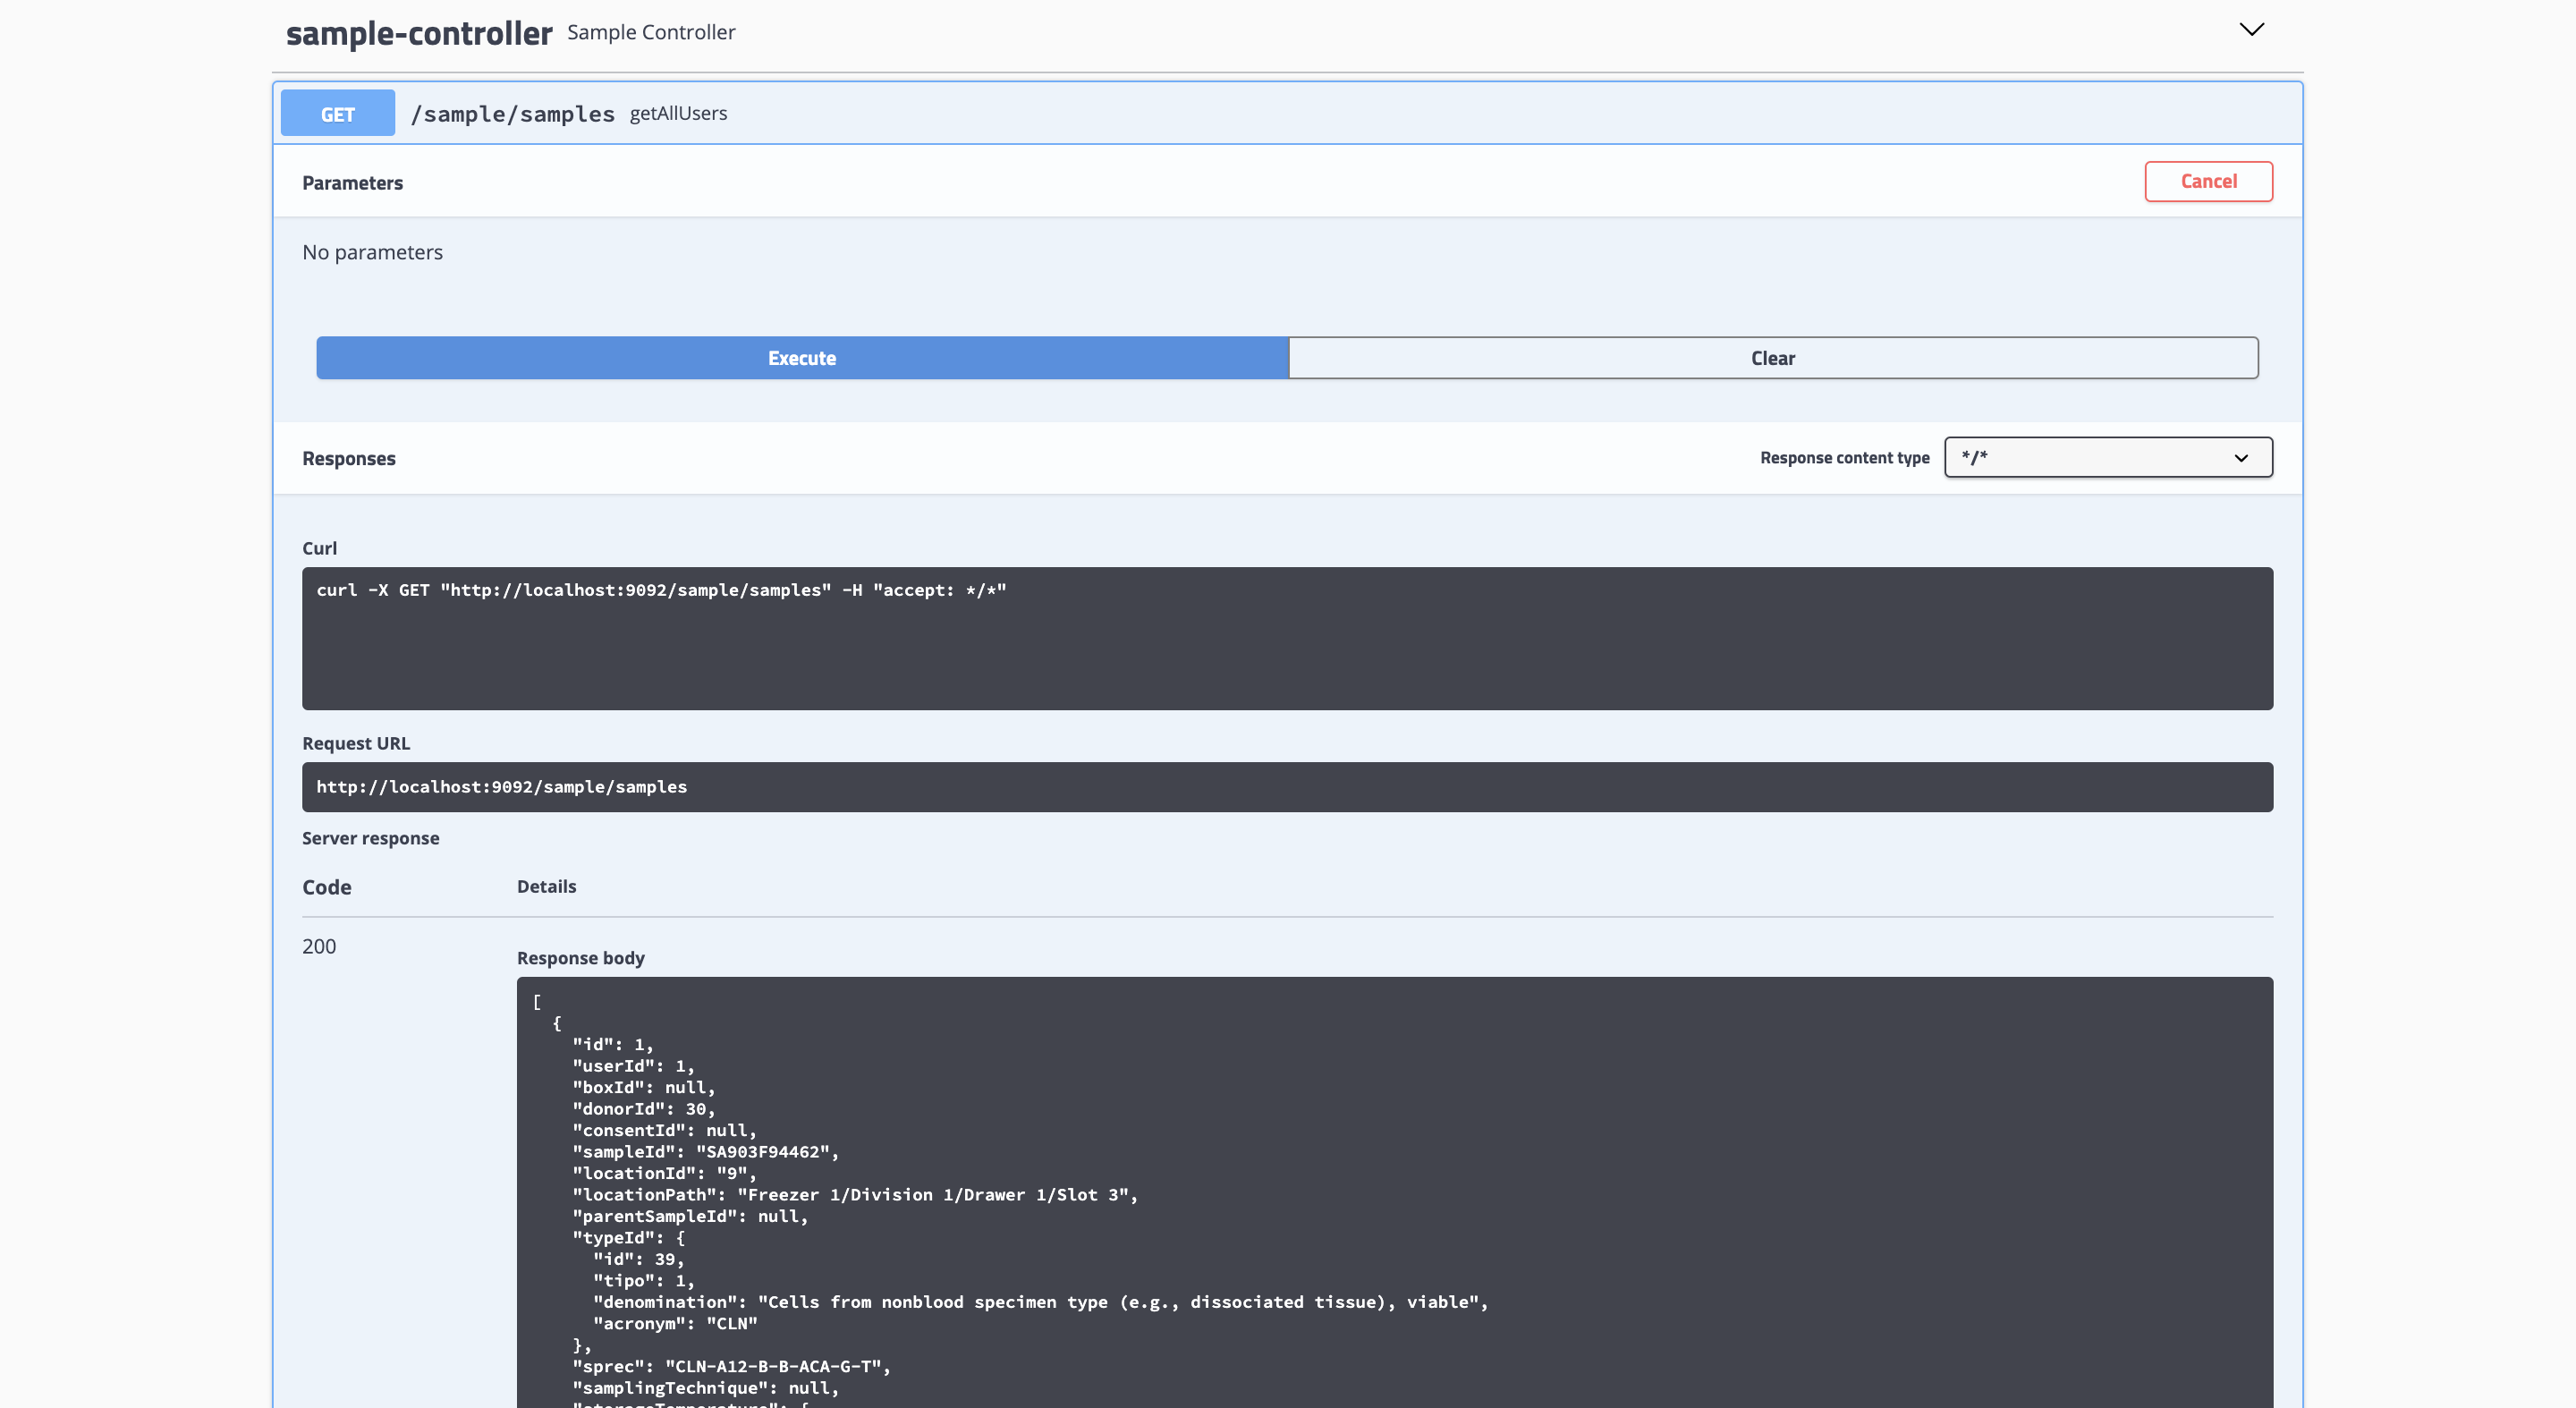 sample-controller Sample Controller
GET /sample/samples getAllUsers
Parameters Cancel
No parameters
Execute Clear
Responses Response content type */*
Curl
curl -X GET "http://localhost:9092/sample/samples" -H "accept: */*"
Request URL
http://localhost:9092/sample/samples
Server response
Code Details
200
Response body
[
{
"id": 1,
"userId": 1,
"boxId": null,
"donorId": 30,
"consentId": null,
"sampleId": "SA903F94462",
"locationId": "9",
"locationPath": "Freezer 1/Division 1/Drawer 1/Slot 3",
"parentSampleId": null,
"typeId": {
"id": 39,
"tipo": 1,
"denomination": "Cells from nonblood specimen type (e.g., dissociated tissue), viable",
"acronym": "CLN"
},
"sprec": "CLN-A12-B-B-ACA-G-T",
"samplingTechnique": null,
"storageTemperature": {